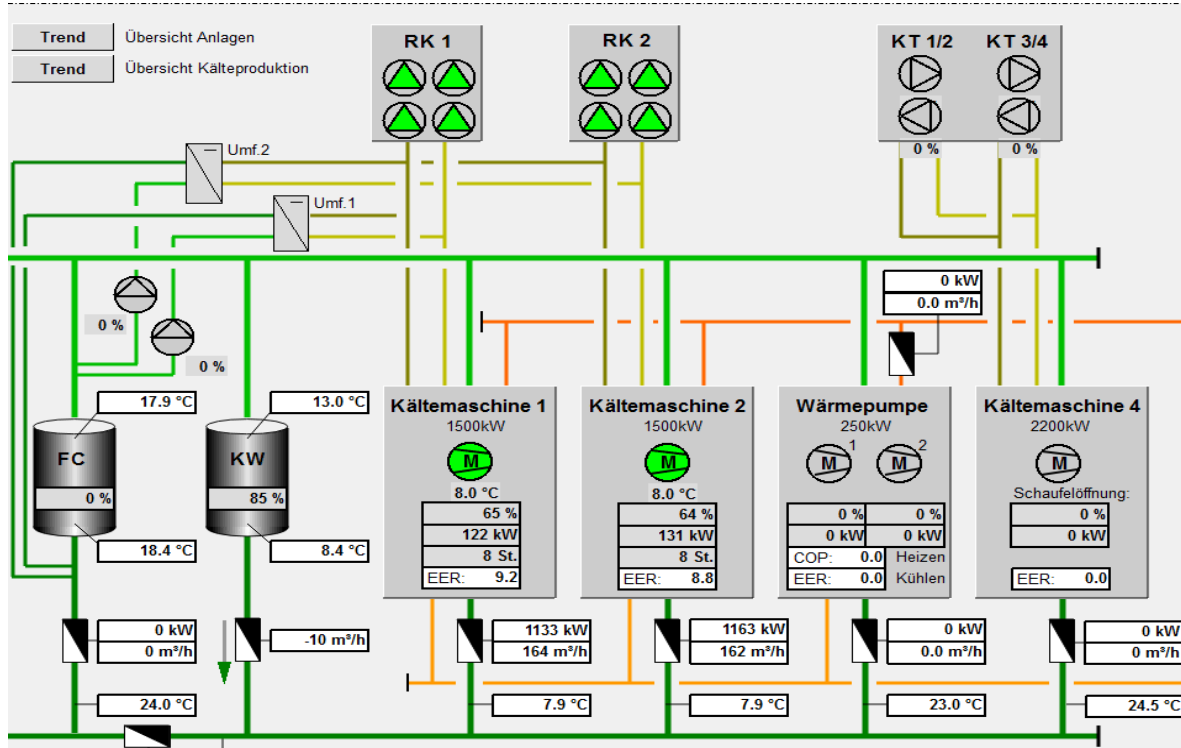 Trend Übersicht Anlagen
Trend Übersicht Kälteproduktion
RK 1
RK 2
KT 1/2 KT 3/4
0 % 0 %
0 % 0 %
Umf.2
Umf.1
0 %
0 %
0 kW
0.0 m³/h
17.9 °C
FC
0 %
18.4 °C
0 kW
0 m³/h
24.0 °C
13.0 °C
KW
85 %
8.4 °C
-10 m³/h
Kältemaschine 1
1500kW
M
8.0 °C
65 %
122 kW
8 St.
EER: 9.2
1133 kW
164 m³/h
7.9 °C
Kältemaschine 2
1500kW
M
8.0 °C
64 %
131 kW
8 St.
EER: 8.8
1163 kW
162 m³/h
7.9 °C
Wärmepumpe
250kW
M 1 M 2
0 % 0 %
0 kW 0 kW
COP: 0.0 Heizen
EER: 0.0 Kühlen
0 kW
0.0 m³/h
23.0 °C
Kältemaschine 4
2200kW
M
Schaufelöffnung:
0 %
0 kW
EER: 0.0
0 kW
0 m³/h
24.5 °C